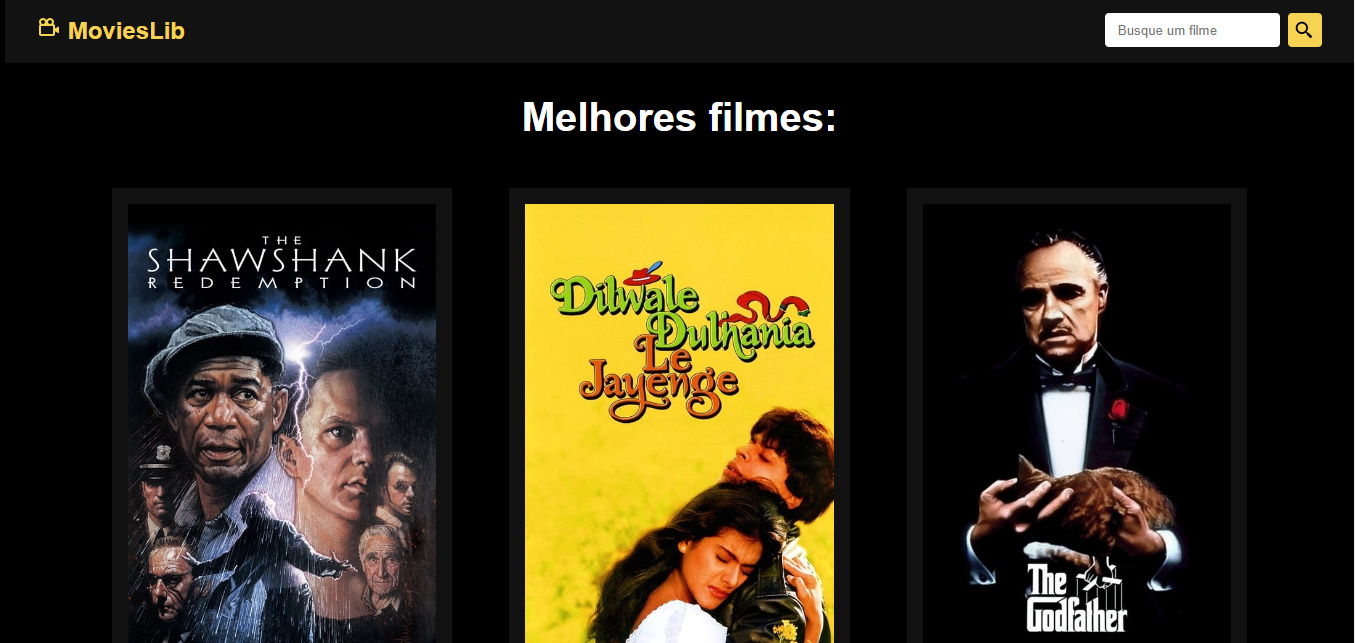 MoviesLib
Busque um filme
Melhores filmes:
THE
SHAWSHANK
REDEMPTION
Dilwale
Dulhania
Le
Jayenge
The
Godfather